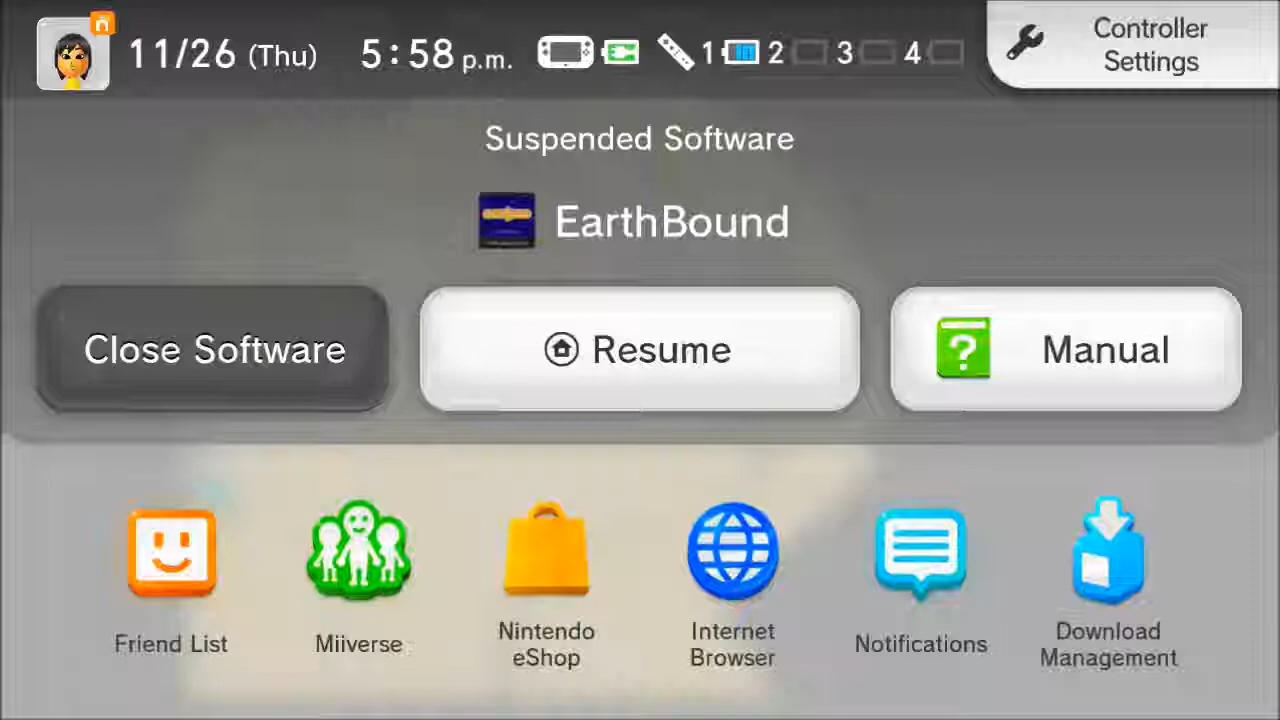 11/26 (Thu) 5:58 p.m. 1 2 3 4
Controller
Settings
Suspended Software
EarthBound
Close Software
Resume
? Manual
Friend List
Miiverse
Nintendo
eShop
Internet
Browser
Notifications
Download
Management